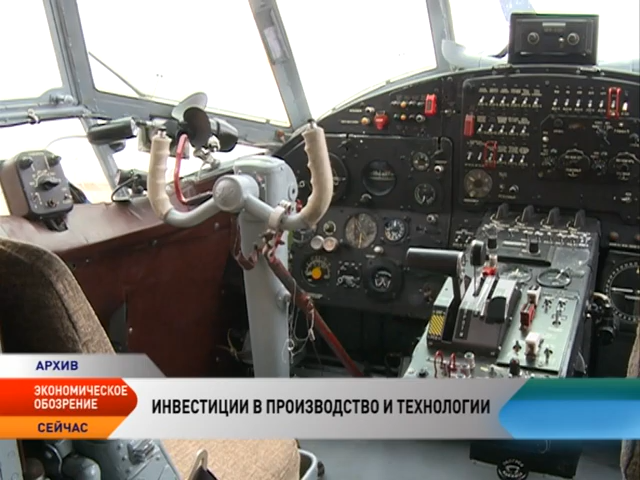 АРХИВ
ЭКОНОМИЧЕСКОЕ
ОБОЗРЕНИЕ
СЕЙЧАС
ИНВЕСТИЦИИ В ПРОИЗВОДСТВО И ТЕХНОЛОГИИ